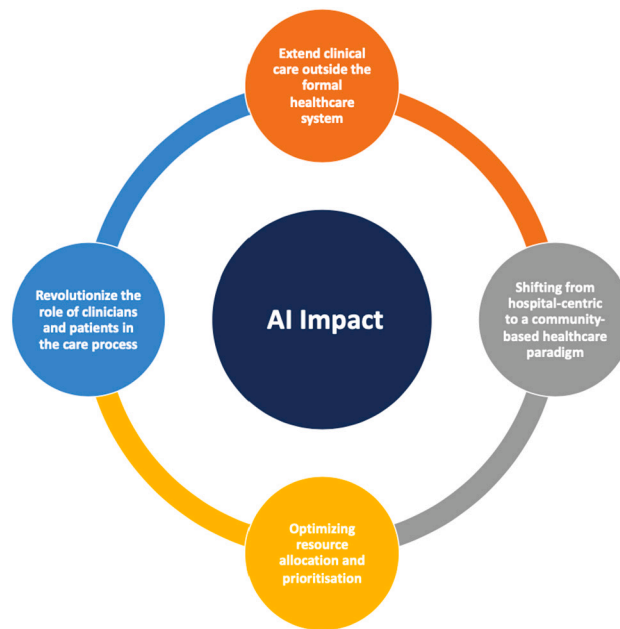 Extend clinical
care outside the
formal
healthcare
system
Revolutionize the
role of clinicians
and patients in
the care process
AI Impact
Shifting from
hospital-centric
to a community-
based healthcare
paradigm
Optimizing
resource
allocation and
prioritisation